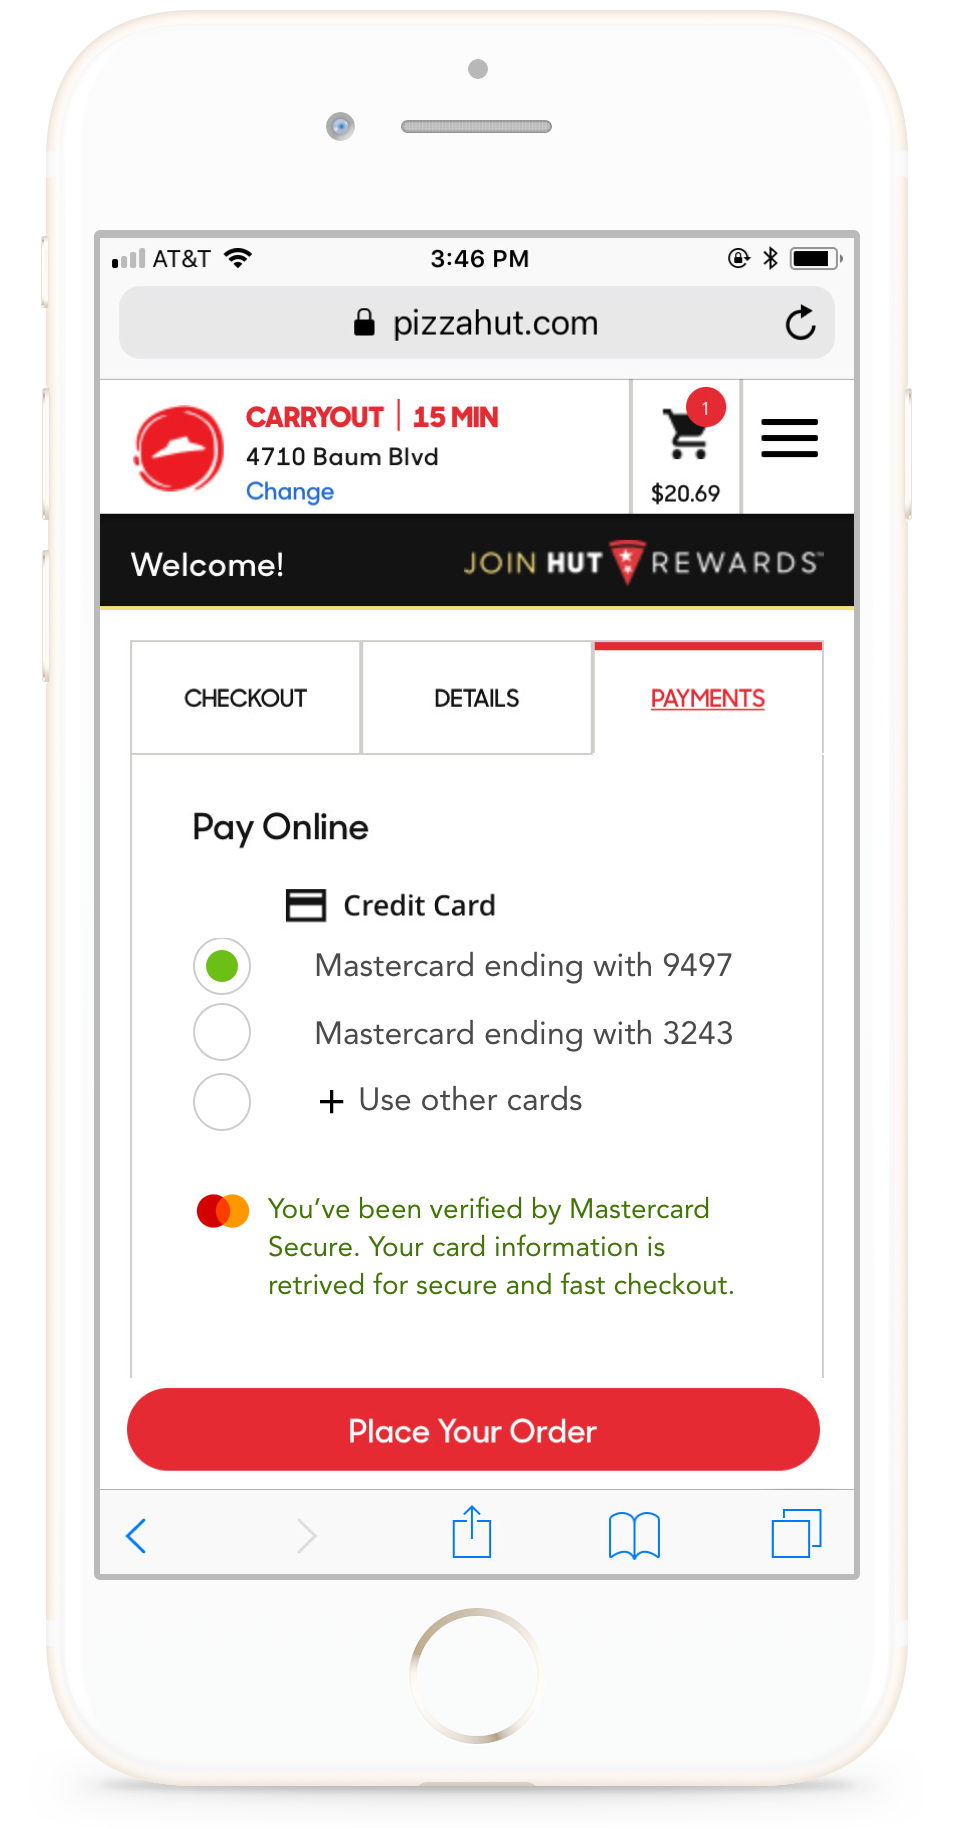 AT&T 3:46 PM
pizzahut.com
CARRYOUT | 15 MIN
4710 Baum Blvd
Change
1
$20.69
Welcome! JOIN HUT REWARDS™
CHECKOUT DETAILS PAYMENTS
Pay Online
Credit Card
Mastercard ending with 9497
Mastercard ending with 3243
+ Use other cards
You’ve been verified by Mastercard
Secure. Your card information is
retrived for secure and fast checkout.
Place Your Order